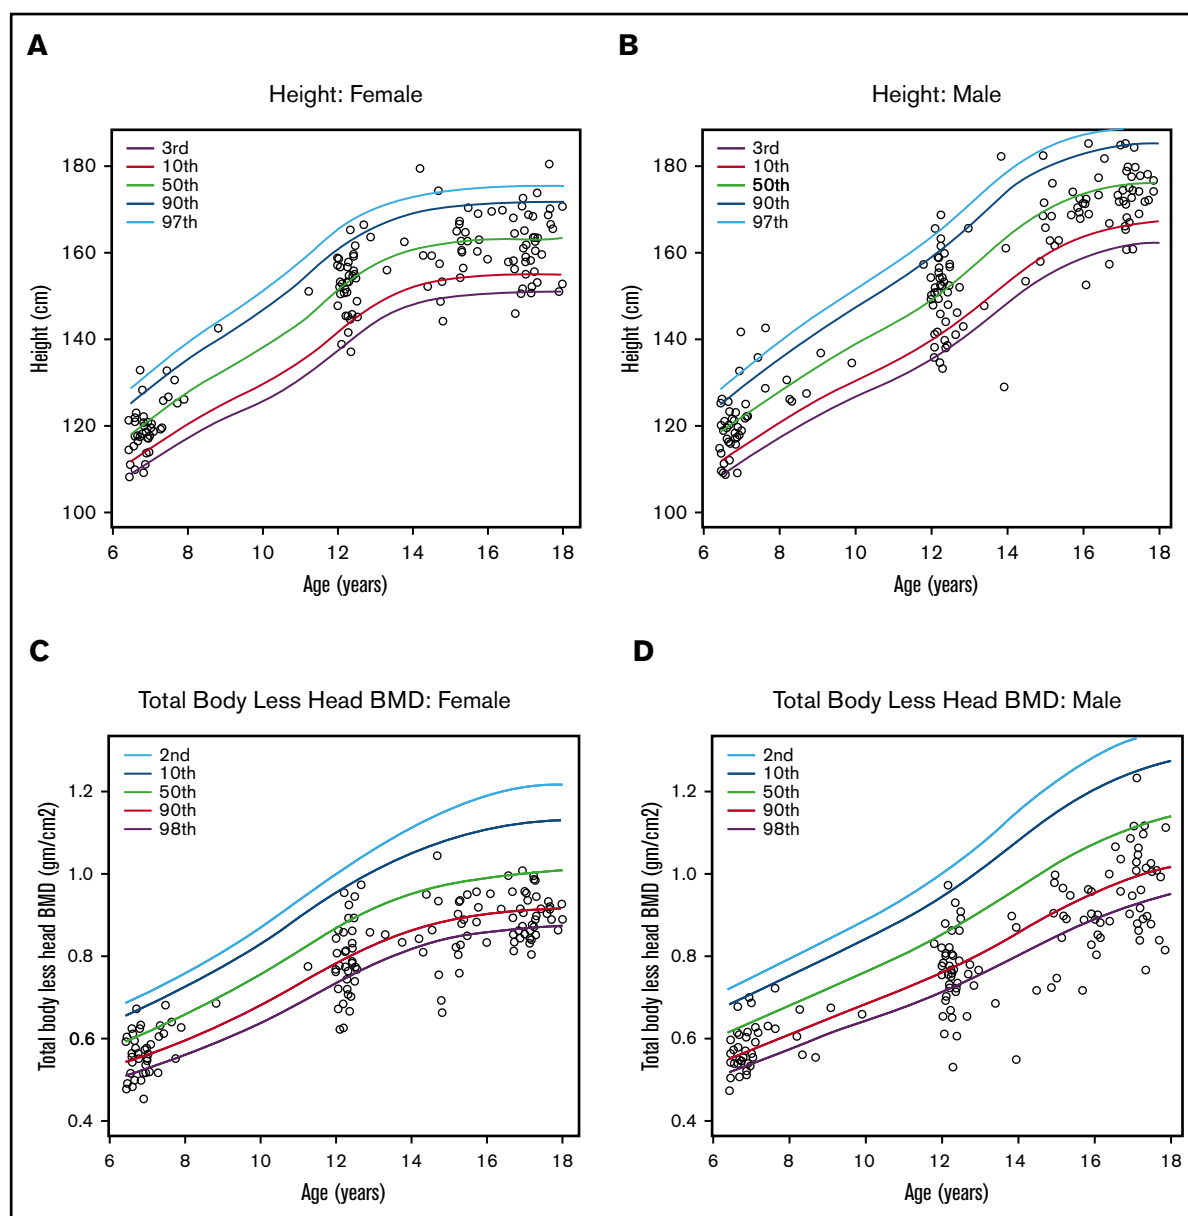 A
B
Height: Female
Height: Male
3rd
10th
50th
90th
97th
180
160
140
120
100
6 8 10 12 14 16 18
Height (cm)
Age (years)
3rd
10th
50th
90th
97th
180
160
140
120
100
6 8 10 12 14 16 18
Height (cm)
Age (years)
C
D
Total Body Less Head BMD: Female
Total Body Less Head BMD: Male
2nd
10th
50th
90th
98th
1.2
1.0
0.8
0.6
0.4
6 8 10 12 14 16 18
Total body less head BMD (gm/cm2)
Age (years)
2nd
10th
50th
90th
98th
1.2
1.0
0.8
0.6
0.4
6 8 10 12 14 16 18
Total body less head BMD (gm/cm2)
Age (years)